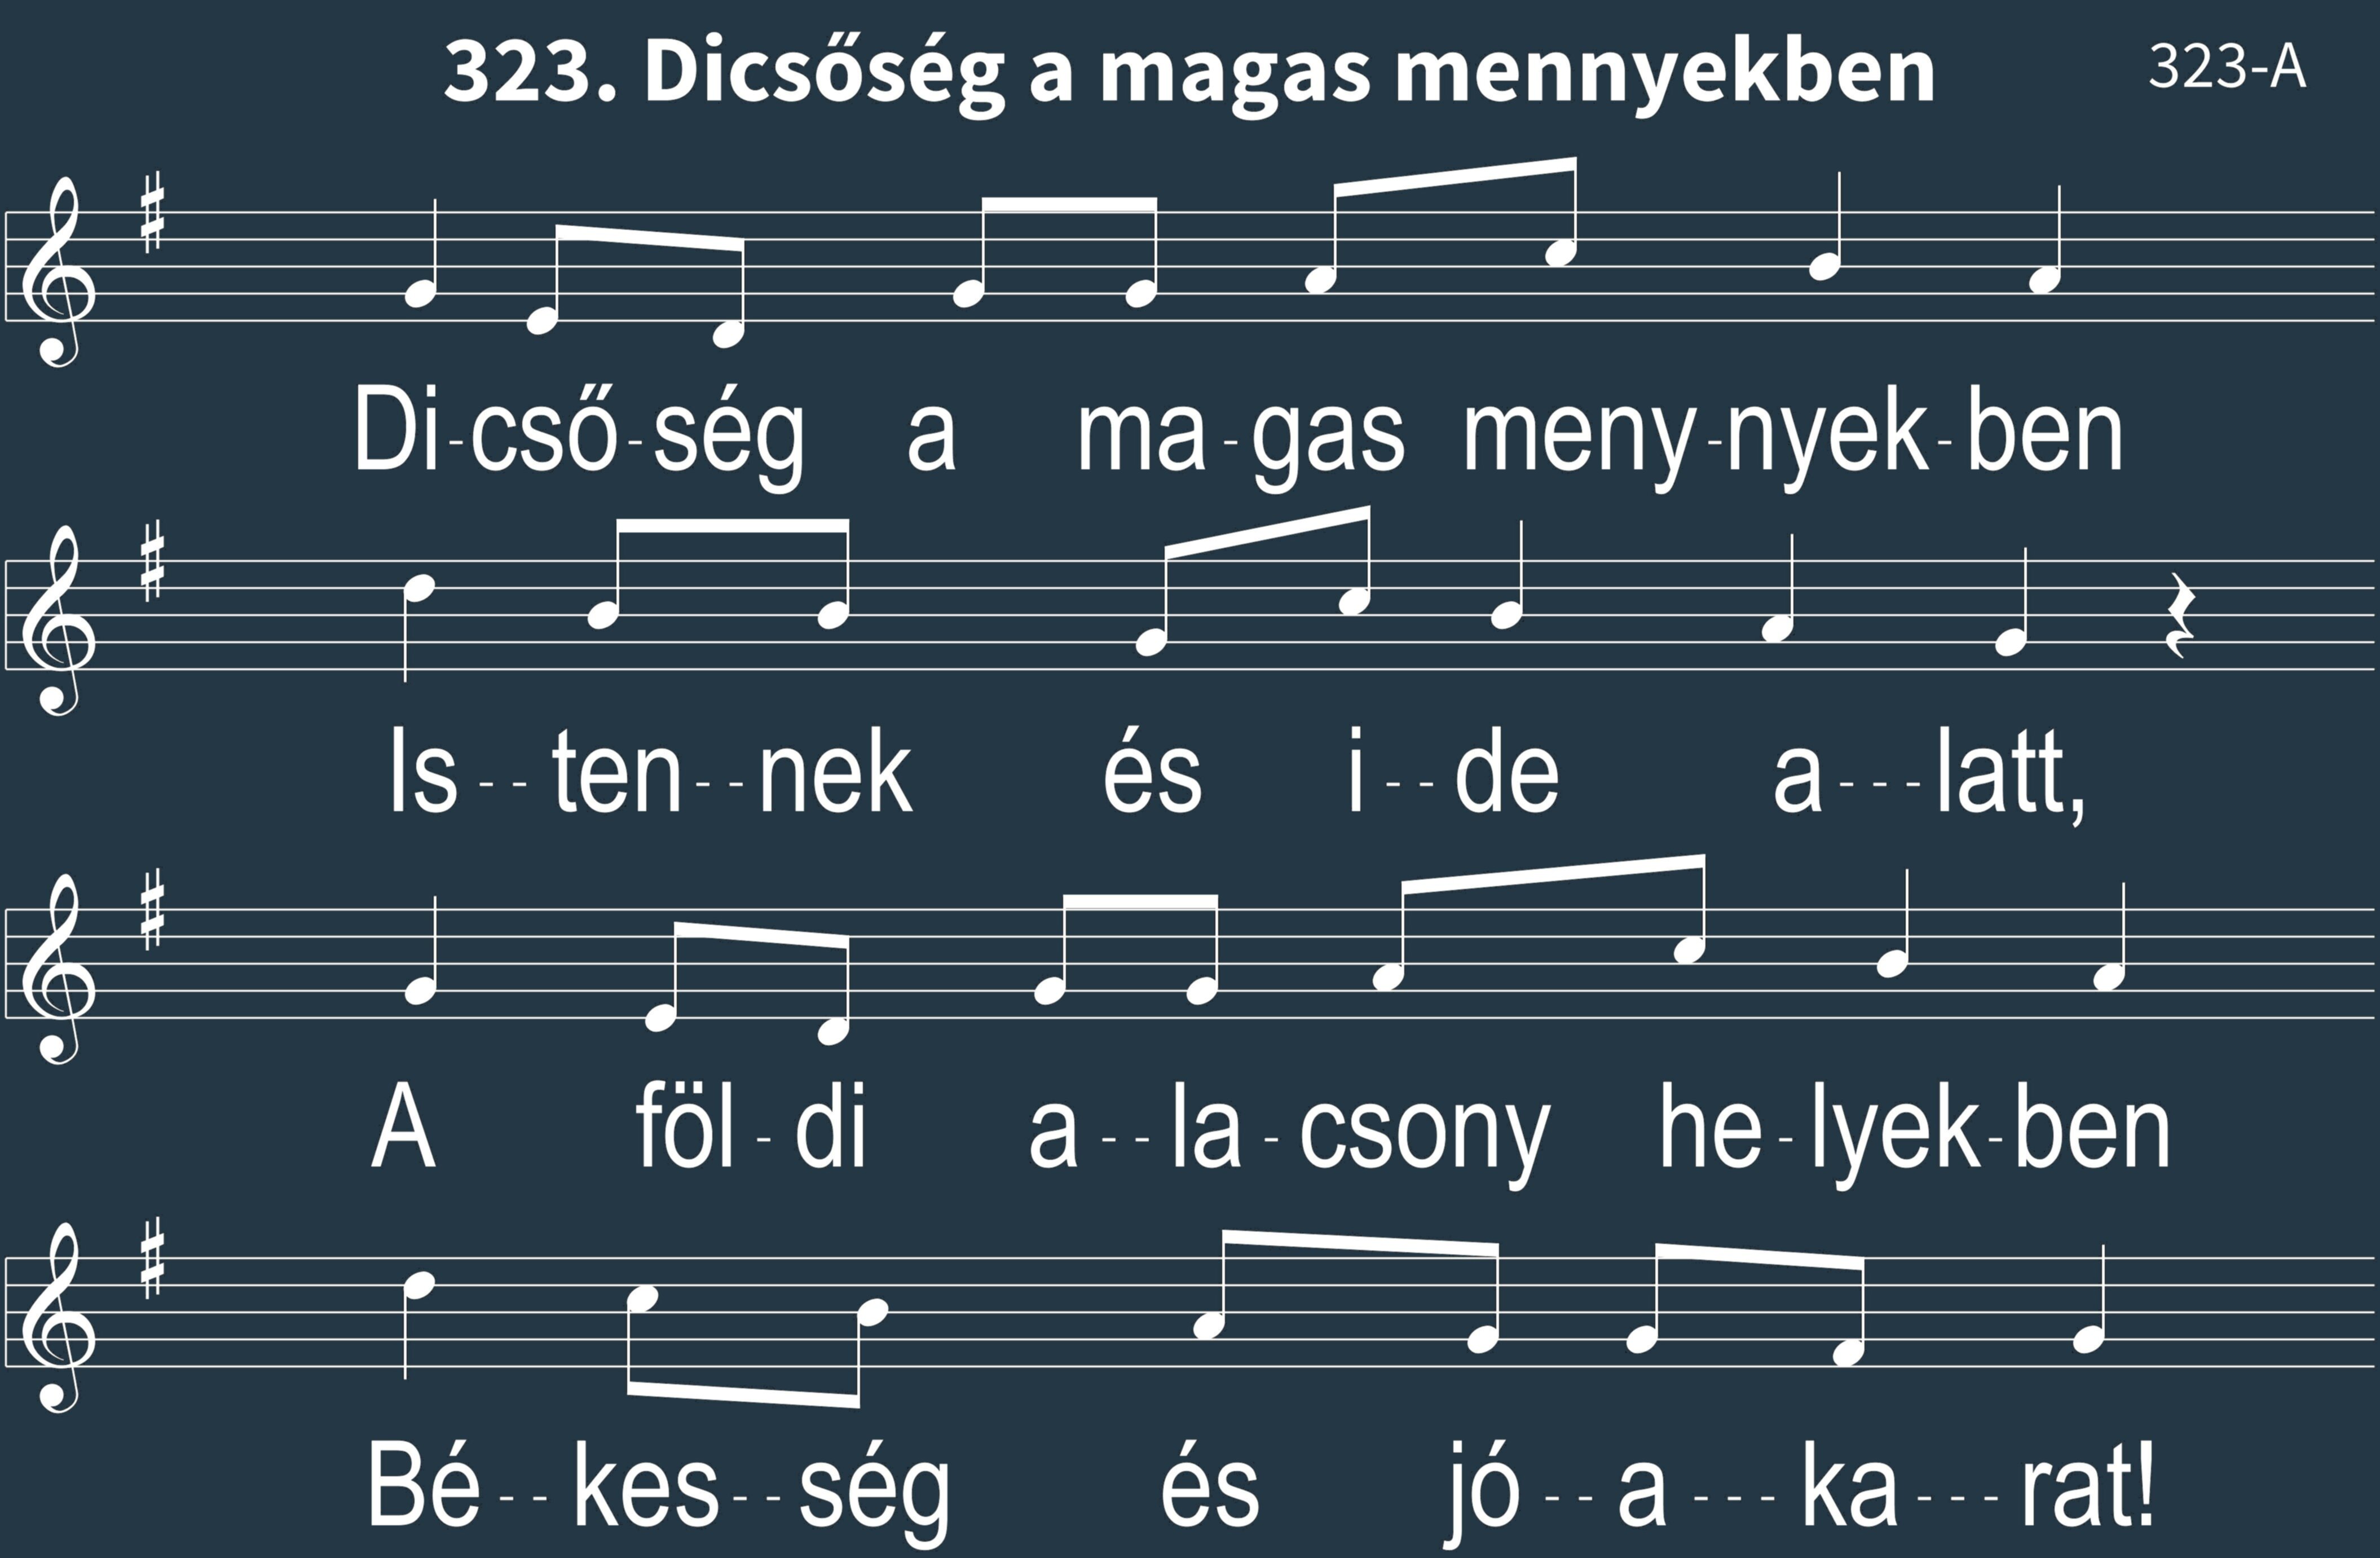 323. Dicsőség a magas mennyekben 323-A
Di-cső-ség a ma-gas meny-nyek-ben
Is--ten--nek és i--de a---latt,
A föl-di a--la-csony he-lyek-ben
Bé--kes--ség és jó--a---ka---rat!